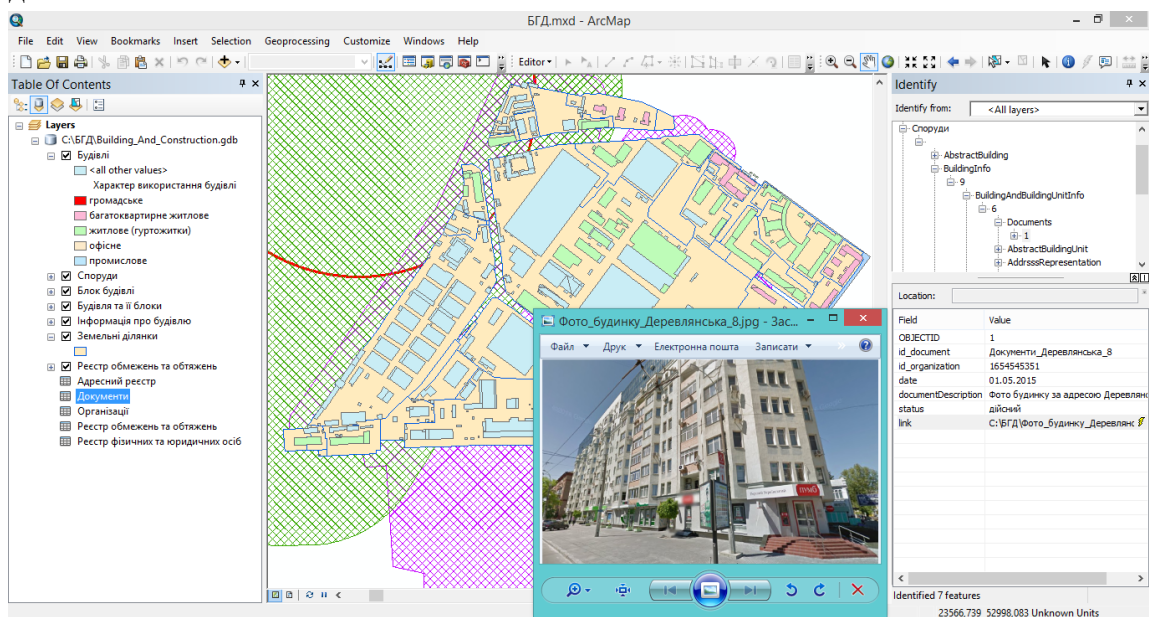 БГД.mxd - ArcMap
File Edit View Bookmarks Insert Selection Geoprocessing Customize Windows Help
Editor
Table Of Contents
Layers
C:\БГД\Building_And_Construction.gdb
Будівлі
<all other values>
Характер використання будівлі
громадське
багатоквартирне житлове
житлове (гуртожитки)
офісне
промислове
Споруди
Блок будівлі
Будівля та її блоки
Інформація про будівлю
Земельні ділянки
Реєстр обмежень та обтяжень
Адресний реєстр
Документи
Організації
Реєстр обмежень та обтяжень
Реєстр фізичних та юридичних осіб
Фото_будинку_Деревлянська_8.jpg - Зас...
Файл Друк Електронна пошта Записати
ПУМБ
Identify
Identify from: <All layers>
Споруди
AbstractBuilding
BuildingInfo
9
BuildingAndBuildingUnitInfo
6
Documents
1
AbstractBuildingUnit
AddrsssRepresentation
Location:
Field Value
OBJECTID 1
id_document Документи_Деревлянська_8
id_organization 1654545351
date 01.05.2015
documentDescription Фото будинку за адресою Деревлянс
status дійсний
link C:\БГД\Фото_будинку_Деревлянс
Identified 7 features
23566,739 52998,083 Unknown Units